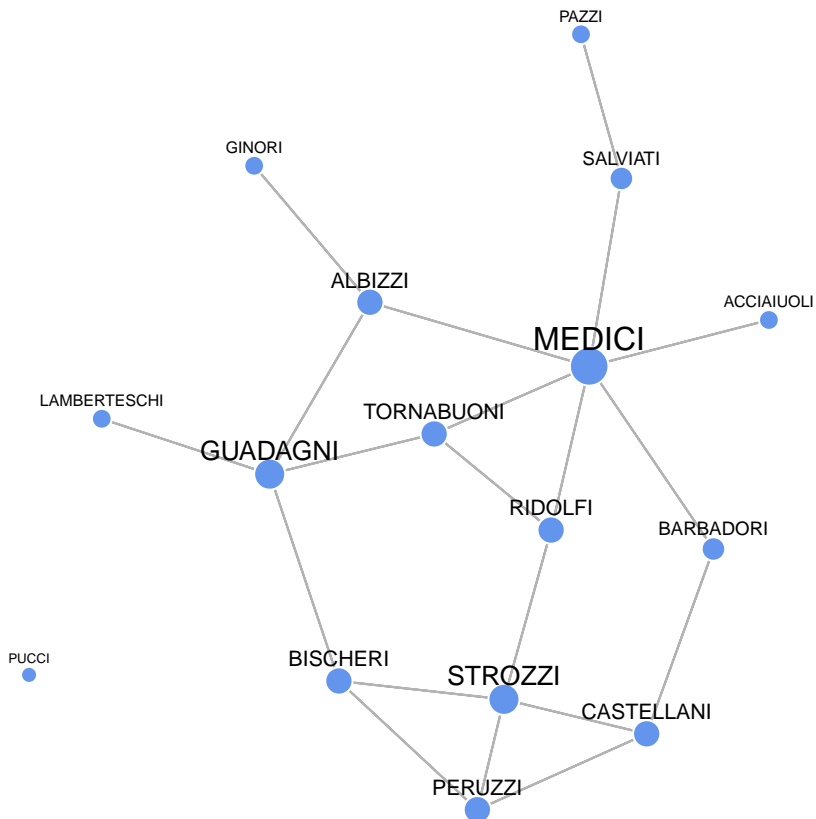 PAZZI
GINORI
SALVIATI
ALBIZZI
ACCIAIUOLI
MEDICI
LAMBERTESCHI
TORNABUONI
GUADAGNI
RIDOLFI
BARBADORI
PUCCI
BISCHERI
STROZZI
CASTELLANI
PERUZZI